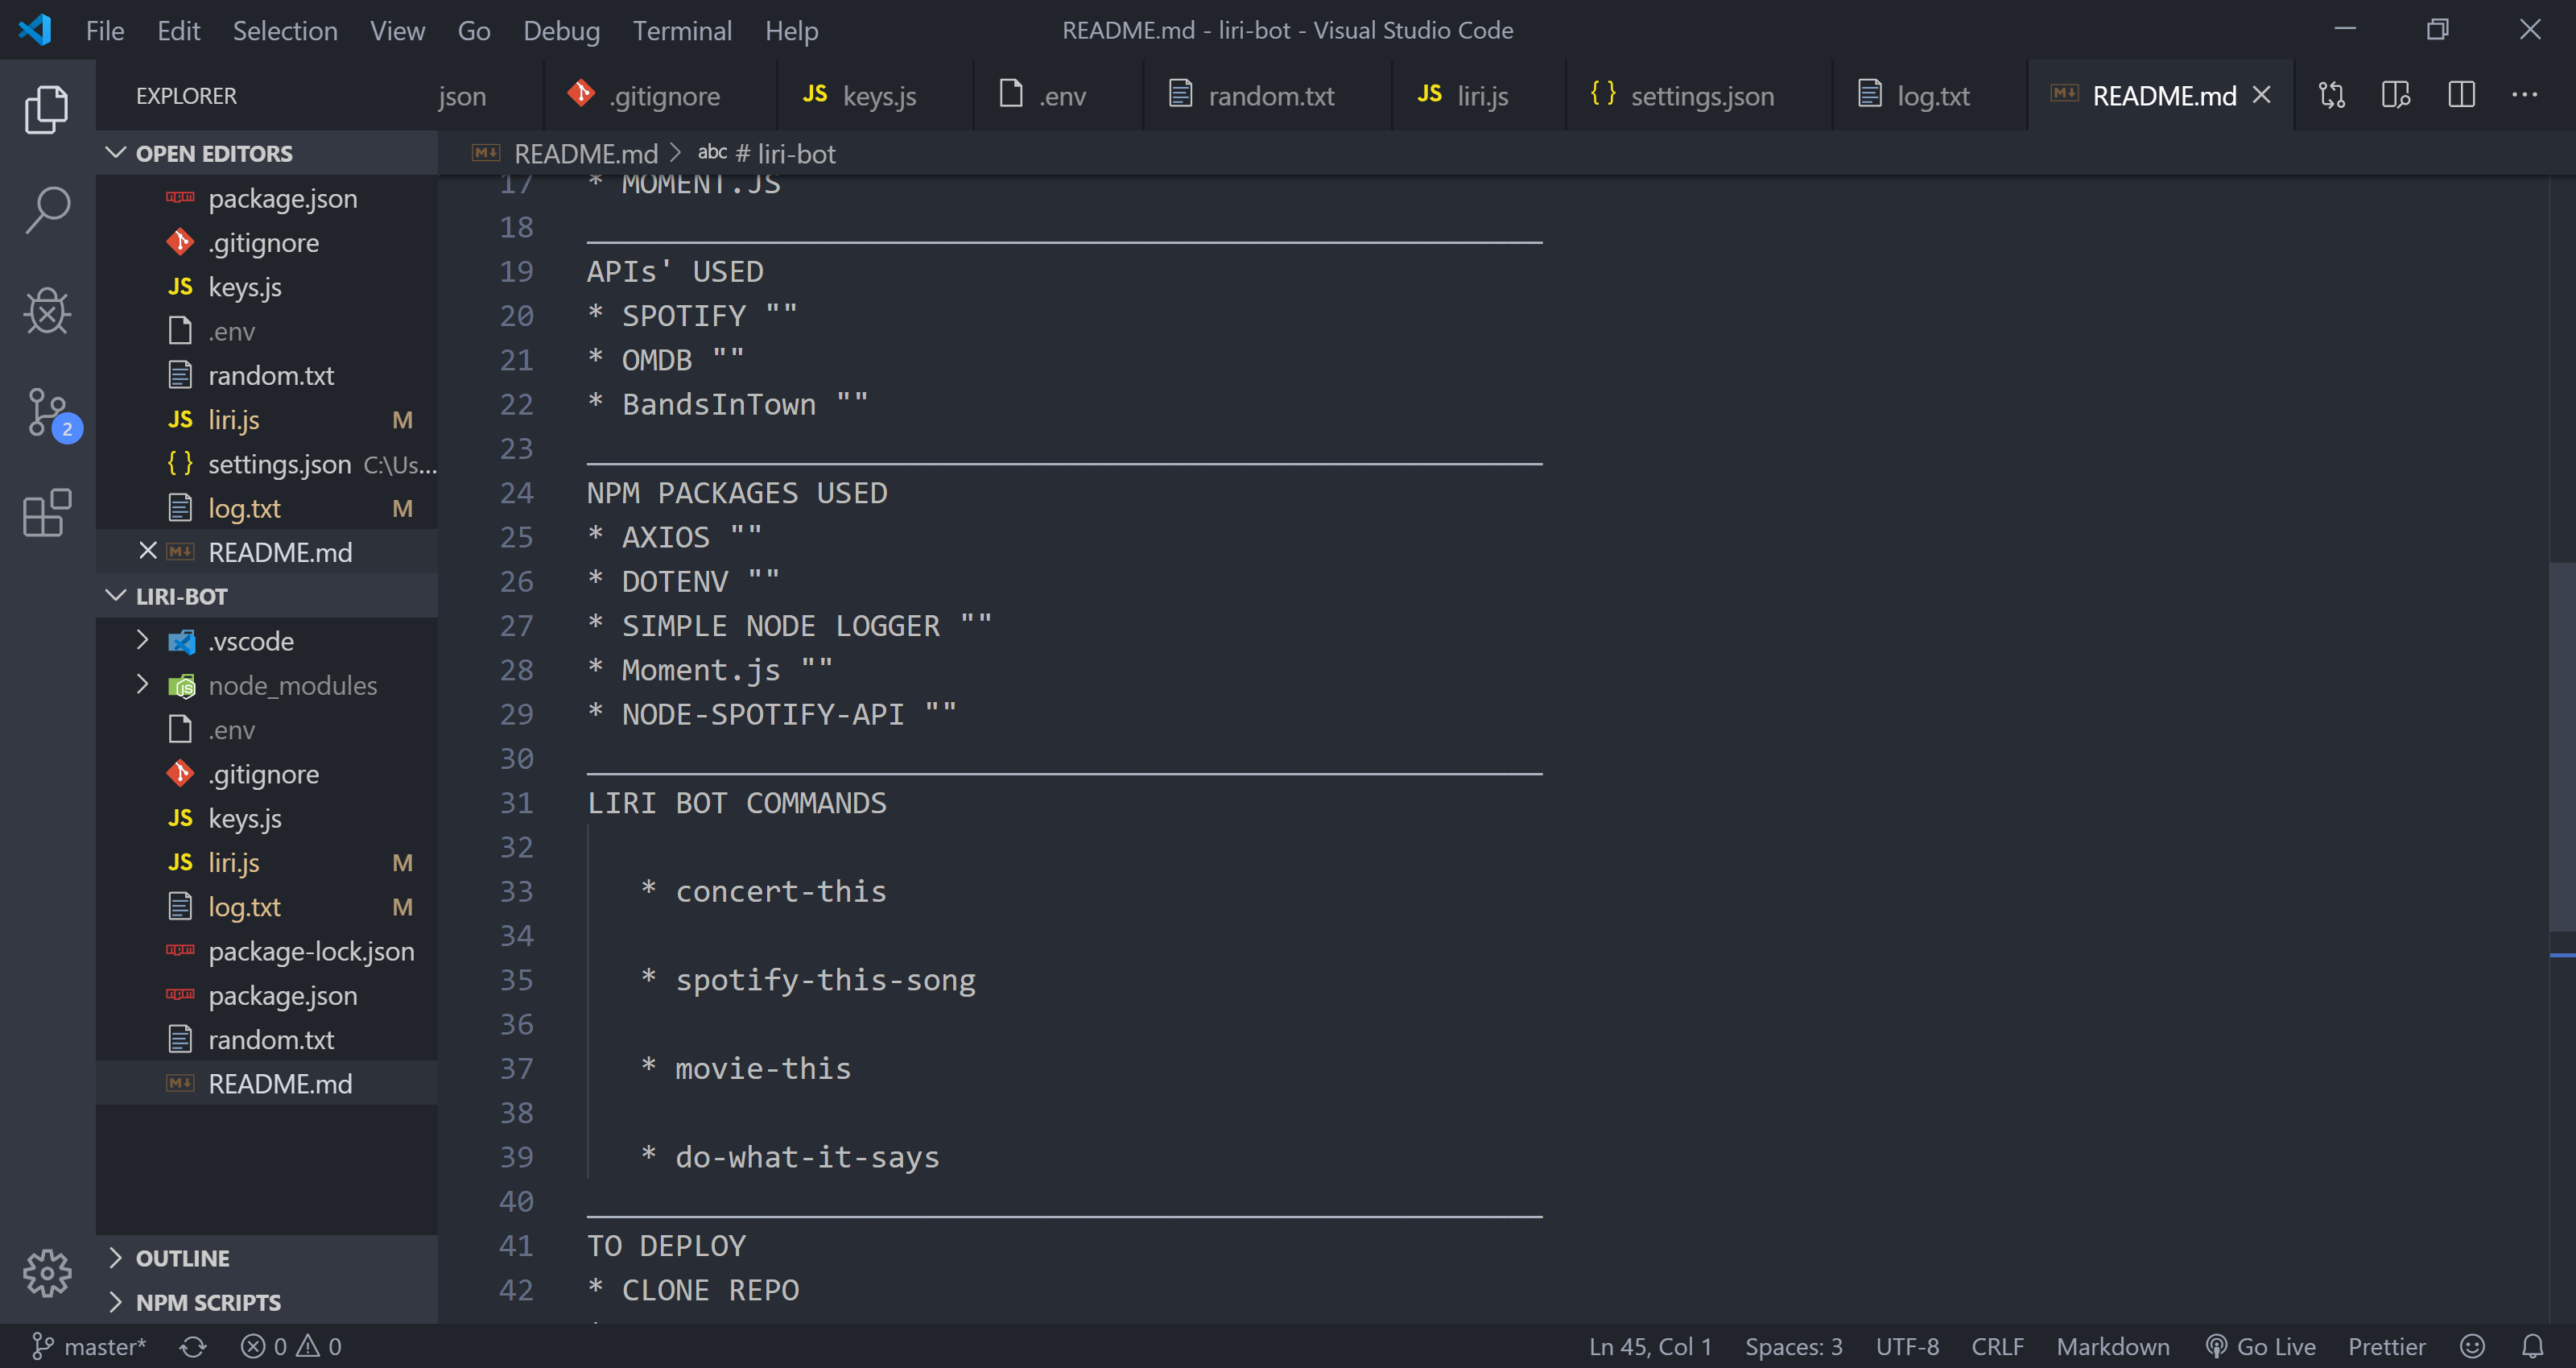 File Edit Selection View Go Debug Terminal Help README.md - liri-bot - Visual Studio Code
EXPLORER json .gitignore JS keys.js .env random.txt JS liri.js { } settings.json log.txt README.md
OPEN EDITORS
package.json
.gitignore
JS keys.js
.env
random.txt
JS liri.js M
{ } settings.json C:\Us...
log.txt M
README.md
LIRI-BOT
.vscode
node_modules
.env
.gitignore
JS keys.js
JS liri.js M
log.txt M
package-lock.json
package.json
random.txt
README.md
OUTLINE
NPM SCRIPTS
2
README.md > abc # liri-bot
17 * MOMENT.JS
18 ______________________________________________________
19 APIs' USED
20 * SPOTIFY ""
21 * OMDB ""
22 * BandsInTown ""
23 ______________________________________________________
24 NPM PACKAGES USED
25 * AXIOS ""
26 * DOTENV ""
27 * SIMPLE NODE LOGGER ""
28 * Moment.js ""
29 * NODE-SPOTIFY-API ""
30 ______________________________________________________
31 LIRI BOT COMMANDS
32
33 * concert-this
34
35 * spotify-this-song
36
37 * movie-this
38
39 * do-what-it-says
40 ______________________________________________________
41 TO DEPLOY
42 * CLONE REPO
master* 0 0 Ln 45, Col 1 Spaces: 3 UTF-8 CRLF Markdown Go Live Prettier